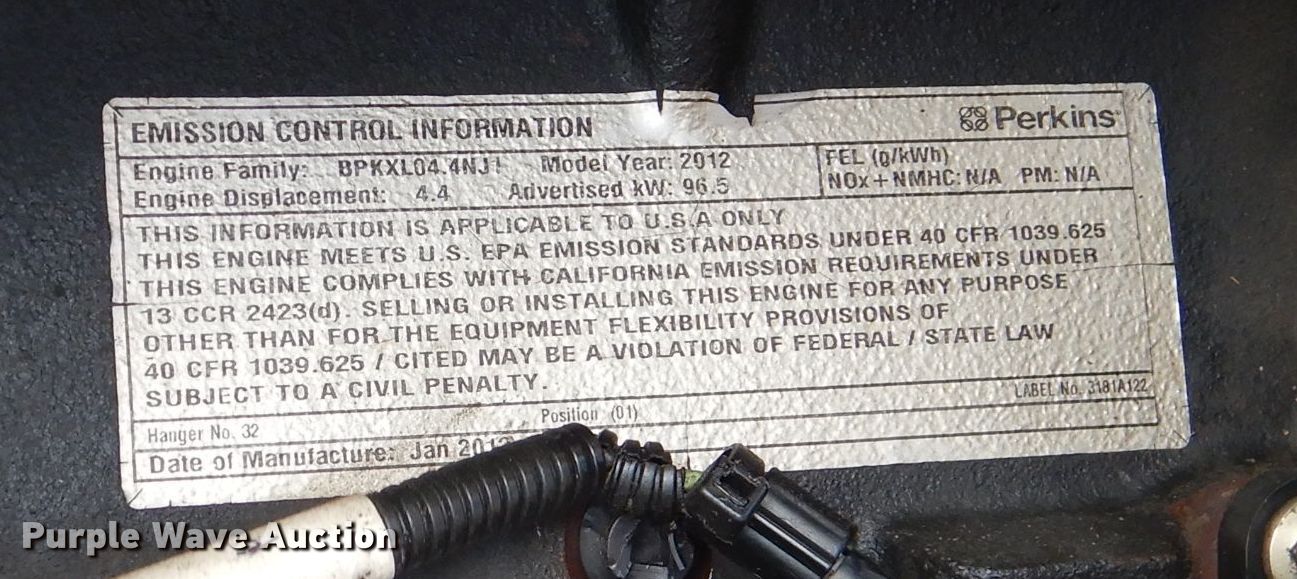 EMISSION CONTROL INFORMATION
Perkins
Engine Family: BPKXL04.4NJ1 Model Year: 2012
Engine Displacement: 4.4 Advertised kW: 96.5
FEL (g/kWh)
NOx+NMHC: N/A PM: N/A
THIS INFORMATION IS APPLICABLE TO U.S.A ONLY
THIS ENGINE MEETS U.S. EPA EMISSION STANDARDS UNDER 40 CFR 1039.625
THIS ENGINE COMPLIES WITH CALIFORNIA EMISSION REQUIREMENTS UNDER
13 CCR 2423(d). SELLING OR INSTALLING THIS ENGINE FOR ANY PURPOSE
OTHER THAN FOR THE EQUIPMENT FLEXIBILITY PROVISIONS OF
40 CFR 1039.625 / CITED MAY BE A VIOLATION OF FEDERAL / STATE LAW
SUBJECT TO A CIVIL PENALTY.
Hanger No. 32 Position (01) LABEL No. 3181A122
Date of Manufacture: Jan 2012
Purple Wave Auction